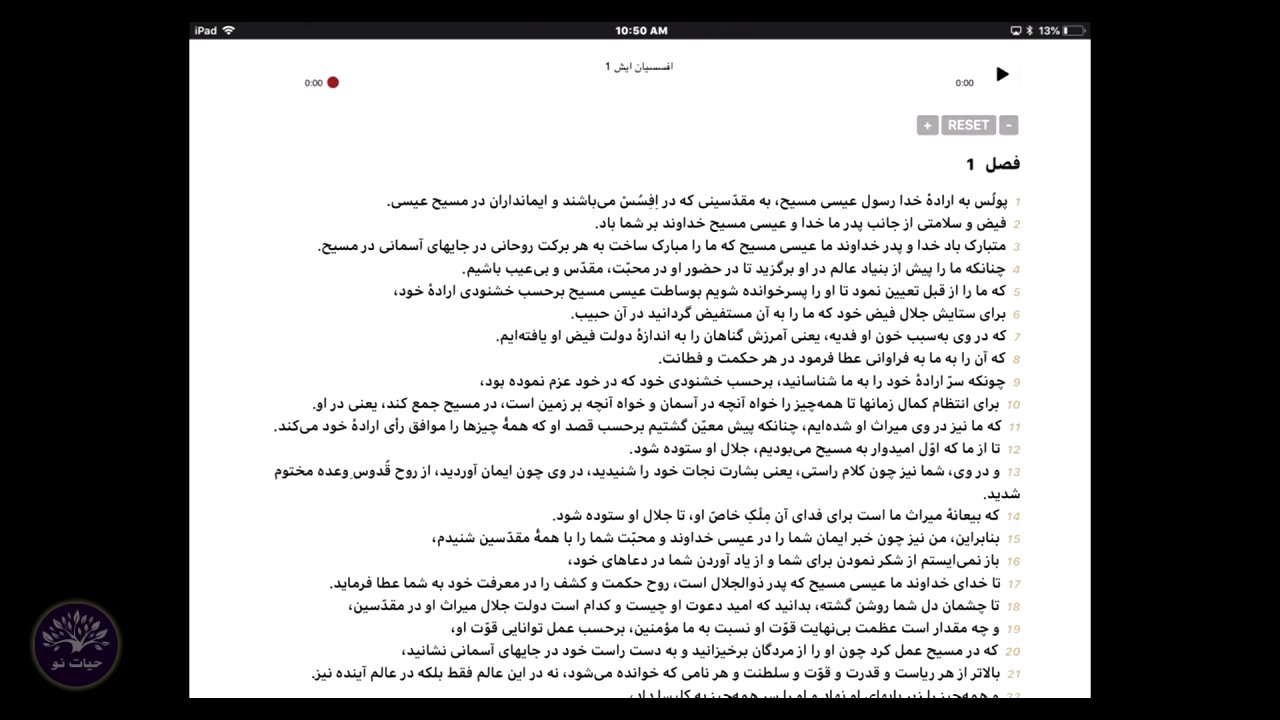 iPad
10:50 AM
13%
افسسیان ایش 1
0:00
0:00
+ RESET -
فصل 1
1 پولُس به ارادهٔ خدا رسول عیسی مسیح، به مقدّسینی که در اِفِسُسْ می‌باشند و ایمانداران در مسیح عیسی.
2 فیض و سلامتی از جانب پدر ما خدا و عیسی مسیح خداوند بر شما باد.
3 متبارک باد خدا و پدر خداوند ما عیسی مسیح که ما را مبارک ساخت به هر برکت روحانی در جایهای آسمانی در مسیح.
4 چنانکه ما را پیش از بنیاد عالم در او برگزید تا در حضور او در محبّت، مقدّس و بی‌عیب باشیم.
5 که ما را از قبل تعیین نمود تا او را پسرخوانده شویم بوساطت عیسی مسیح برحسب خشنودی ارادهٔ خود،
6 برای ستایش جلال فیض خود که ما را به آن مستفیض گردانید در آن حبیب.
7 که در وی به‌سبب خون او فدیه، یعنی آمرزش گناهان را به اندازهٔ دولت فیض او یافته‌ایم.
8 که آن را به ما به فراوانی عطا فرمود در هر حکمت و فطانت.
9 چونکه سرّ ارادهٔ خود را به ما شناسانید، برحسب خشنودی خود که در خود عزم نموده بود،
10 برای انتظام کمال زمانها تا همه‌چیز را خواه آنچه در آسمان و خواه آنچه بر زمین است، در مسیح جمع کند، یعنی در او.
11 که ما نیز در وی میراث او شده‌ایم، چنانکه پیش معیّن گشتیم برحسب قصد او که همهٔ چیزها را موافق رأی ارادهٔ خود می‌کند.
12 تا از ما که اوّل امیدوار به مسیح می‌بودیم، جلال او ستوده شود.
13 و در وی، شما نیز چون کلام راستی، یعنی بشارت نجات خود را شنیدید، در وی چون ایمان آوردید، از روح قُدوسِ وعده مختوم
شدید.
14 که بیعانهٔ میراث ما است برای فدای آن مِلْکِ خاصّ او، تا جلال او ستوده شود.
15 بنابراین، من نیز چون خبر ایمان شما را در عیسی خداوند و محبّت شما را با همهٔ مقدّسین شنیدم،
16 باز نمی‌ایستم از شکر نمودن برای شما و از یاد آوردن شما در دعاهای خود،
17 تا خدای خداوند ما عیسی مسیح که پدر ذوالجلال است، روح حکمت و کشف را در معرفت خود به شما عطا فرماید.
18 تا چشمان دل شما روشن گشته، بدانید که امید دعوت او چیست و کدام است دولت جلال میراث او در مقدّسین،
19 و چه مقدار است عظمت بی‌نهایت قوّت او نسبت به ما مؤمنین، برحسب عمل توانایی قوّت او،
20 که در مسیح عمل کرد چون او را از مردگان برخیزانید و به دست راست خود در جایهای آسمانی نشانید،
21 بالاتر از هر ریاست و قدرت و قوّت و سلطنت و هر نامی که خوانده می‌شود، نه در این عالم فقط بلکه در عالم آینده نیز.
22 و همه‌چیز را زیر پایهای او نهاد و او را سر همه‌چیز به کلیسا داد،
حیات نو